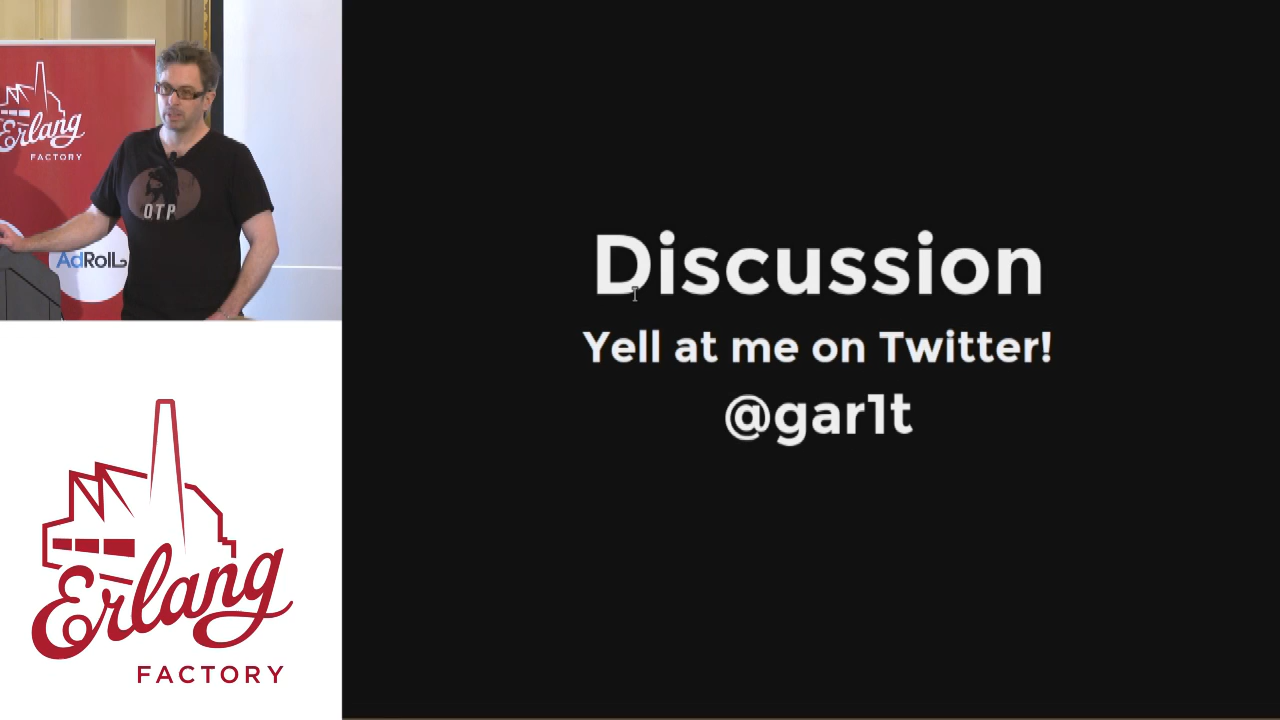 Erlang
FACTORY
OTP
AdRoll
Discussion
Yell at me on Twitter!
@gar1t
Erlang
FACTORY